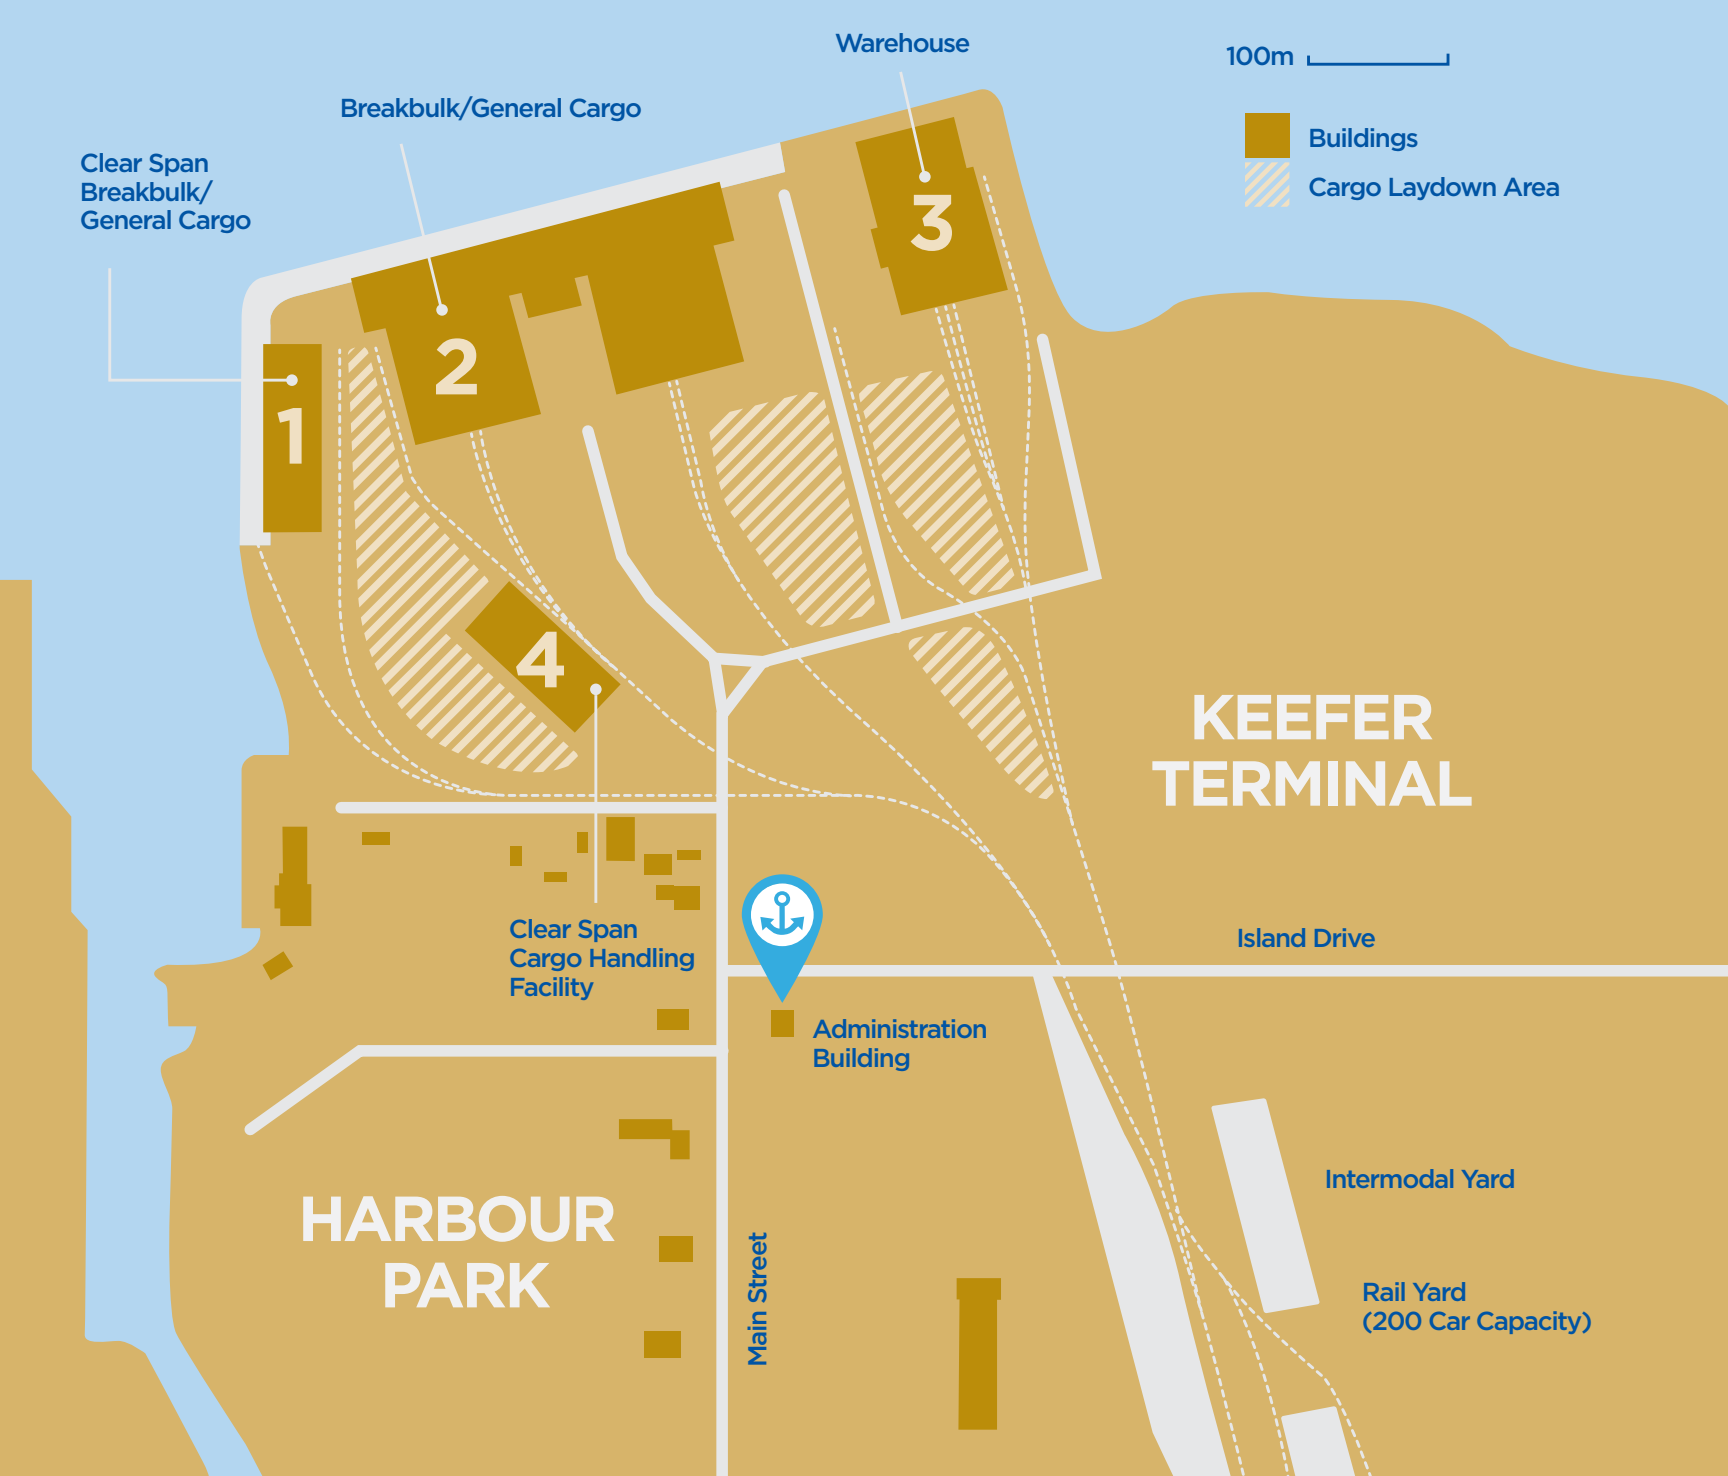 Warehouse
100m
Breakbulk/General Cargo
Buildings
Clear Span
Breakbulk/
General Cargo
Cargo Laydown Area
3
2
1
4
KEEFER
TERMINAL
Clear Span
Cargo Handling
Facility
Island Drive
Administration
Building
Intermodal Yard
HARBOUR
PARK
Main Street
Rail Yard
(200 Car Capacity)